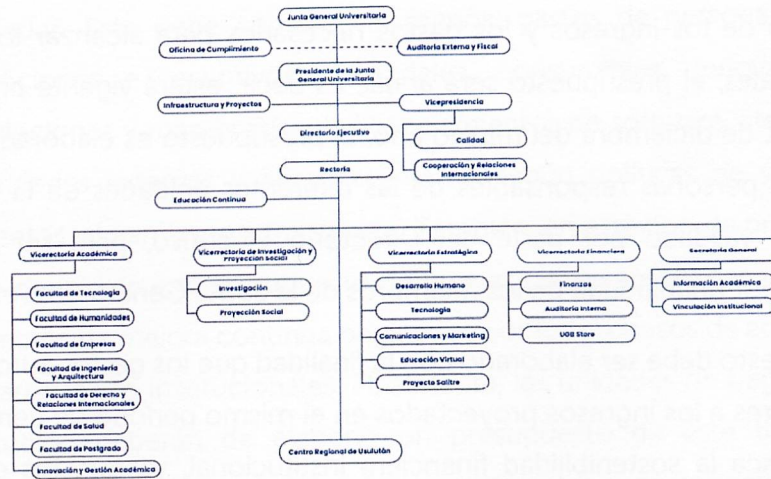 Junta General Universitaria
Oficina de Cumplimiento
Auditoría Externa y Fiscal
Presidente de la Junta
General Universitaria
Infraestructura y Proyectos
Vicepresidencia
Directorio Ejecutivo
Calidad
Cooperación y Relaciones
Internacionales
Rectoría
Educación Continua
Vicerrectoría Académica
Facultad de Tecnología
Facultad de Humanidades
Facultad de Empresas
Facultad de Ingeniería
y Arquitectura
Facultad de Derecho y
Relaciones Internacionales
Facultad de Salud
Facultad de Postgrado
Innovación y Gestión Académica
Vicerrectoría de Investigación y
Proyección Social
Investigación
Proyección Social
Vicerrectoría Estratégica
Desarrollo Humano
Tecnología
Comunicaciones y Marketing
Educación Virtual
Proyecto Salitre
Vicerrectoría Financiera
Finanzas
Auditoría Interna
UGB Store
Secretaría General
Información Académica
Vinculación Institucional
Centro Regional de Usulután